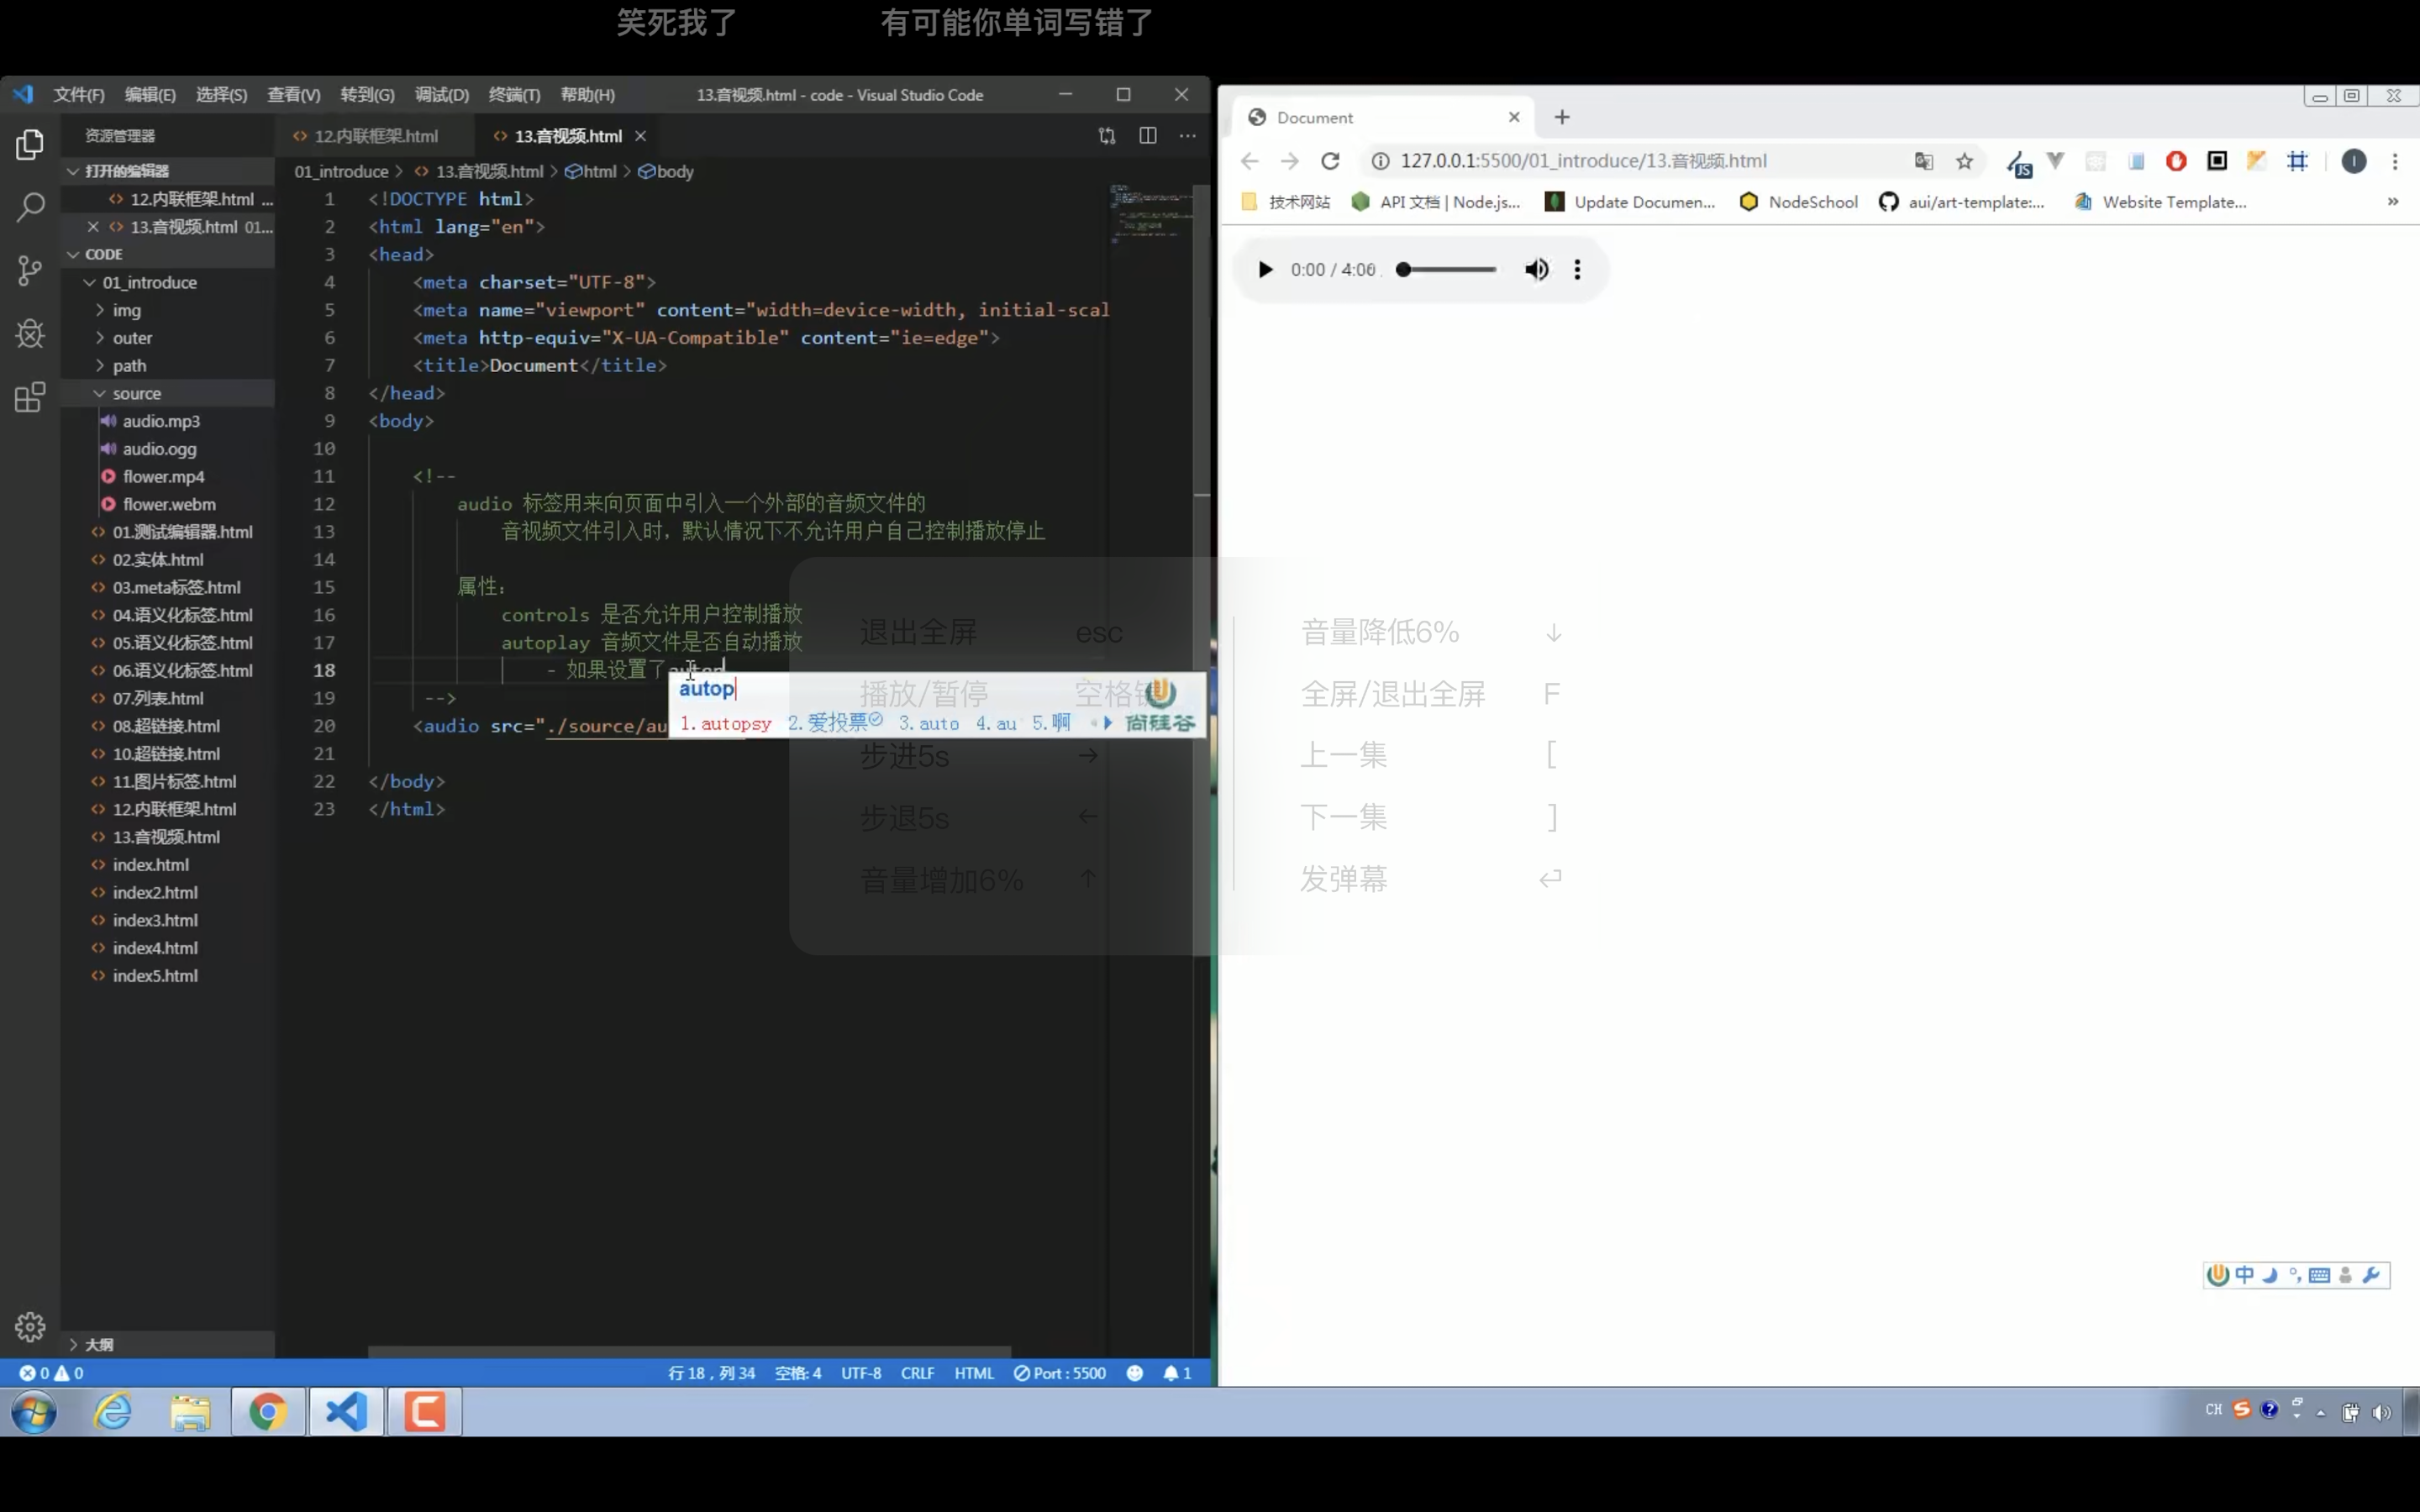 笑死我了 有可能你单词写错了
文件(F) 编辑(E) 选择(S) 查看(V) 转到(G) 调试(D) 终端(T) 帮助(H) 13.音视频.html - code - Visual Studio Code
资源管理器
打开的编辑器
12.内联框架.html ...
13.音视频.html 01...
CODE
01_introduce
img
outer
path
source
audio.mp3
audio.ogg
flower.mp4
flower.webm
01.测试编辑器.html
02.实体.html
03.meta标签.html
04.语义化标签.html
05.语义化标签.html
06.语义化标签.html
07.列表.html
08.超链接.html
10.超链接.html
11.图片标签.html
12.内联框架.html
13.音视频.html
index.html
index2.html
index3.html
index4.html
index5.html
大纲
12.内联框架.html 13.音视频.html
01_introduce > 13.音视频.html > html > body
1 <!DOCTYPE html>
2 <html lang="en">
3 <head>
4 <meta charset="UTF-8">
5 <meta name="viewport" content="width=device-width, initial-scal
6 <meta http-equiv="X-UA-Compatible" content="ie=edge">
7 <title>Document</title>
8 </head>
9 <body>
10
11 <!--
12 audio 标签用来向页面中引入一个外部的音频文件的
13 音视频文件引入时，默认情况下不允许用户自己控制播放停止
14
15 属性：
16 controls 是否允许用户控制播放
17 autoplay 音频文件是否自动播放
18 - 如果设置了autop
19 -->
20 <audio src="./source/au
21
22 </body>
23 </html>
autop
1.autopsy 2.爱投票 3.auto 4.au 5.啊 尚硅谷
退出全屏 esc 音量降低6% ↓
播放/暂停 空格键 全屏/退出全屏 F
步进5s → 上一集 [
步退5s ← 下一集 ]
音量增加6% ↑ 发弹幕
0 0 行 18，列 34 空格: 4 UTF-8 CRLF HTML Port : 5500 1
Document
127.0.0.1:5500/01_introduce/13.音视频.html JS I
技术网站 API 文档 | Node.js... Update Documen... NodeSchool aui/art-template:... Website Template... »
0:00 / 4:06
中
CH